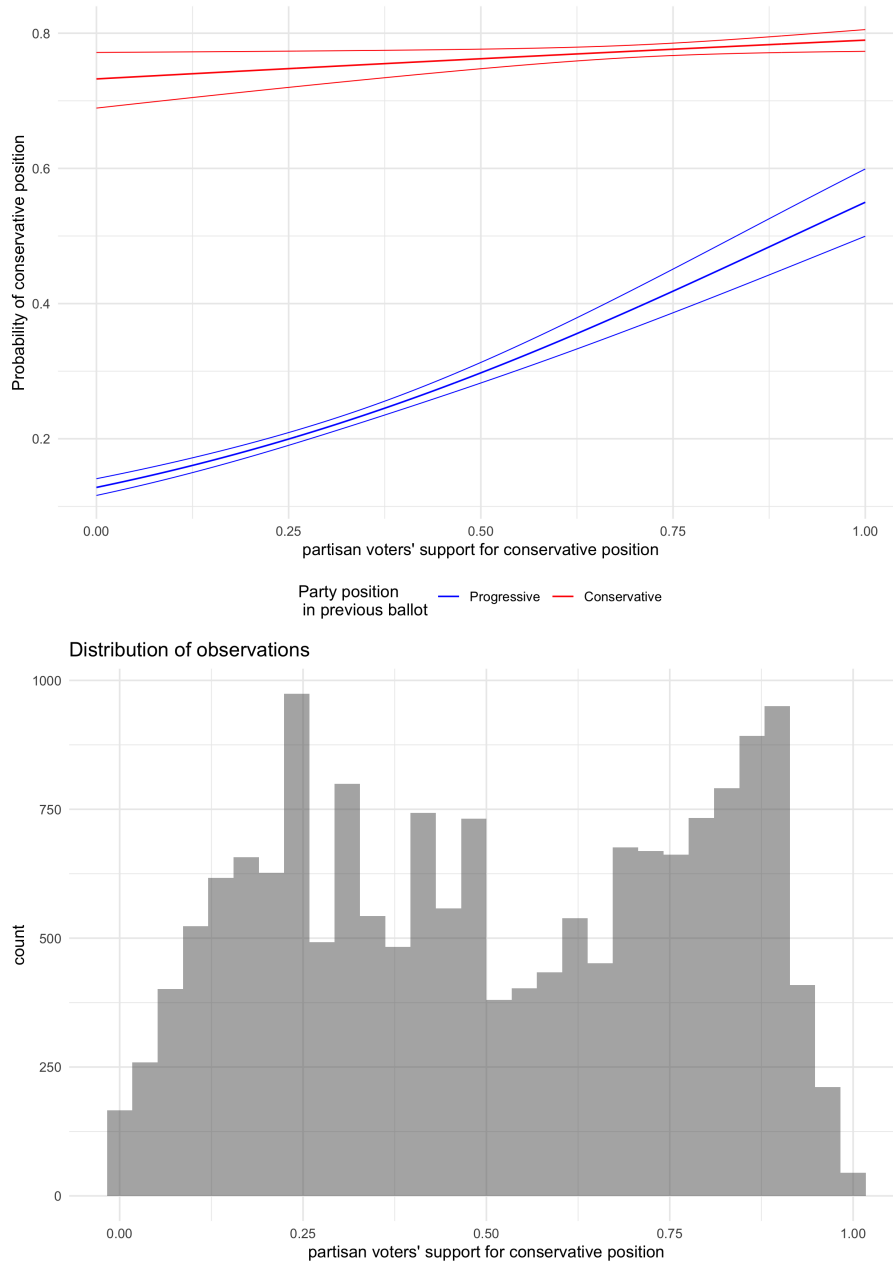 0.8
0.6
0.4
0.2
Probability of conservative position
0.00 0.25 0.50 0.75 1.00
partisan voters' support for conservative position
Party position
in previous ballot
Progressive
Conservative
Distribution of observations
1000
750
500
250
0
count
0.00 0.25 0.50 0.75 1.00
partisan voters' support for conservative position